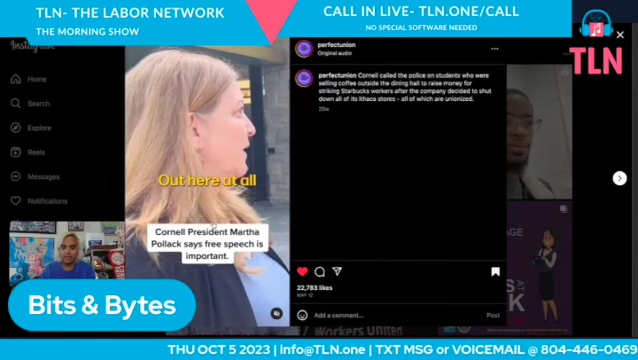 TLN- THE LABOR NETWORK
THE MORNING SHOW
CALL IN LIVE- TLN.ONE/CALL
NO SPECIAL SOFTWARE NEEDED
TLN
Instagram
Home
Search
Explore
Reels
Messages
Notifications
Out here at all
Cornell President Martha
Pollack says free speech is
important.
perfectunion
Original audio
perfectunion Cornell called the police on students who were
selling coffee outside the dining hall to raise money for
striking Starbucks workers after the company decided to shut
down all of its Ithaca stores - all of which are unionized.
20w
22,783 likes
MAY 12
Add a comment...
Post
Bits & Bytes
Workers United
THU OCT 5 2023 | info@TLN.one | TXT MSG or VOICEMAIL @ 804-446-0469